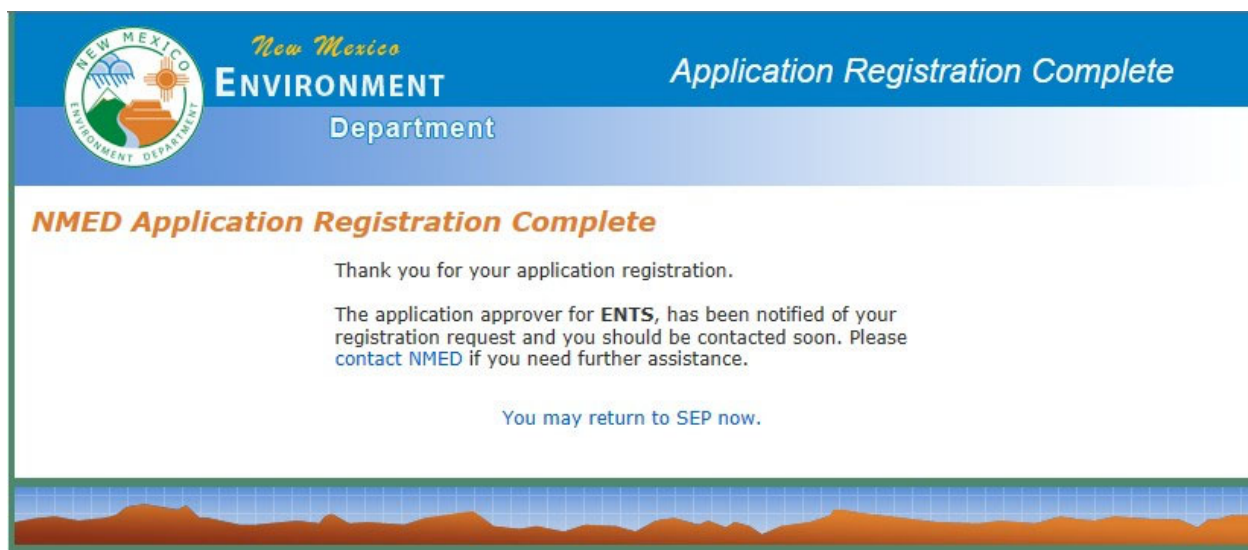 NEW MEXICO
ENVIRONMENT DEPARTMENT
New Mexico
ENVIRONMENT
Department
Application Registration Complete
NMED Application Registration Complete
Thank you for your application registration.
The application approver for ENTS, has been notified of your
registration request and you should be contacted soon. Please
contact NMED if you need further assistance.
You may return to SEP now.